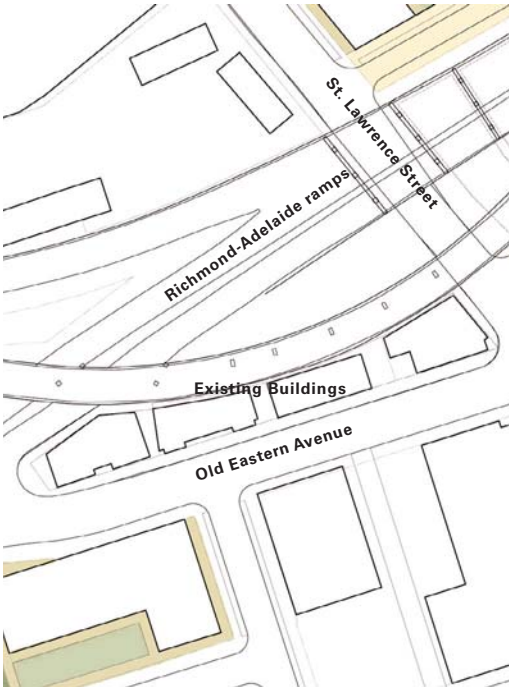 St. Lawrence Street
Richmond-Adelaide ramps
Existing Buildings
Old Eastern Avenue